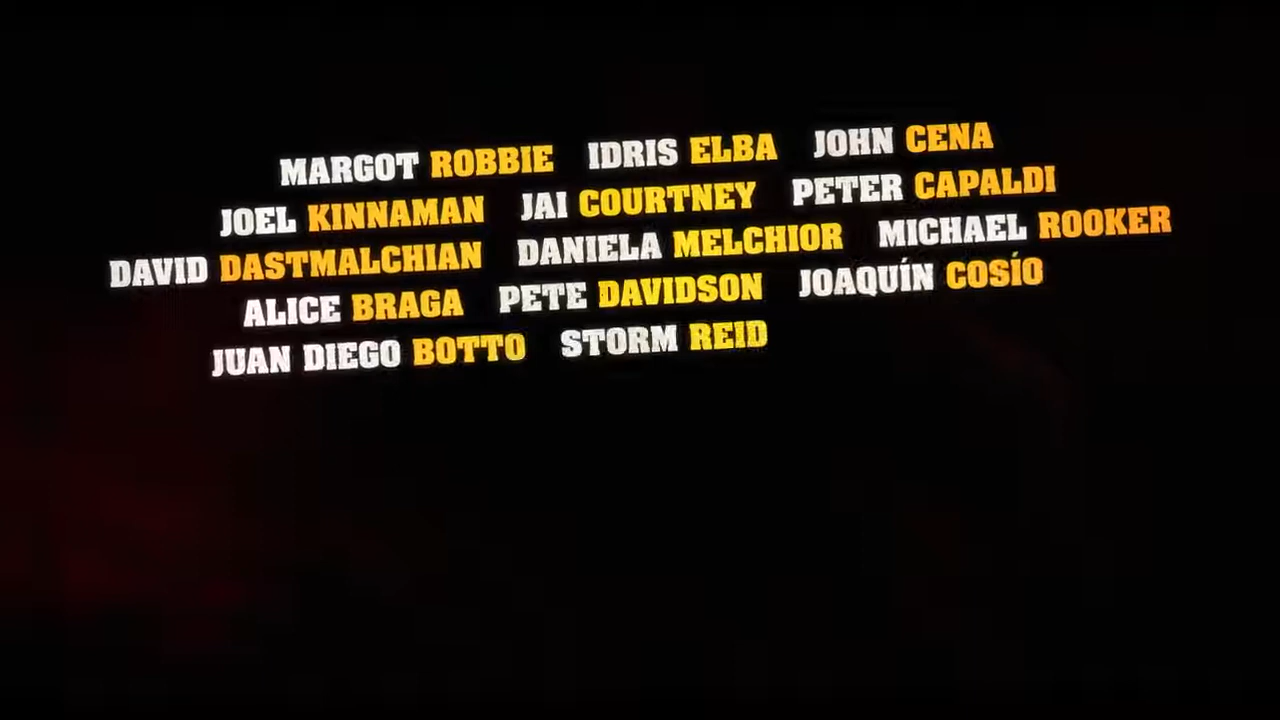 MARGOT ROBBIE IDRIS ELBA JOHN CENA
JOEL KINNAMAN JAI COURTNEY PETER CAPALDI
DAVID DASTMALCHIAN DANIELA MELCHIOR MICHAEL ROOKER
ALICE BRAGA PETE DAVIDSON JOAQUÍN COSÍO
JUAN DIEGO BOTTO STORM REID